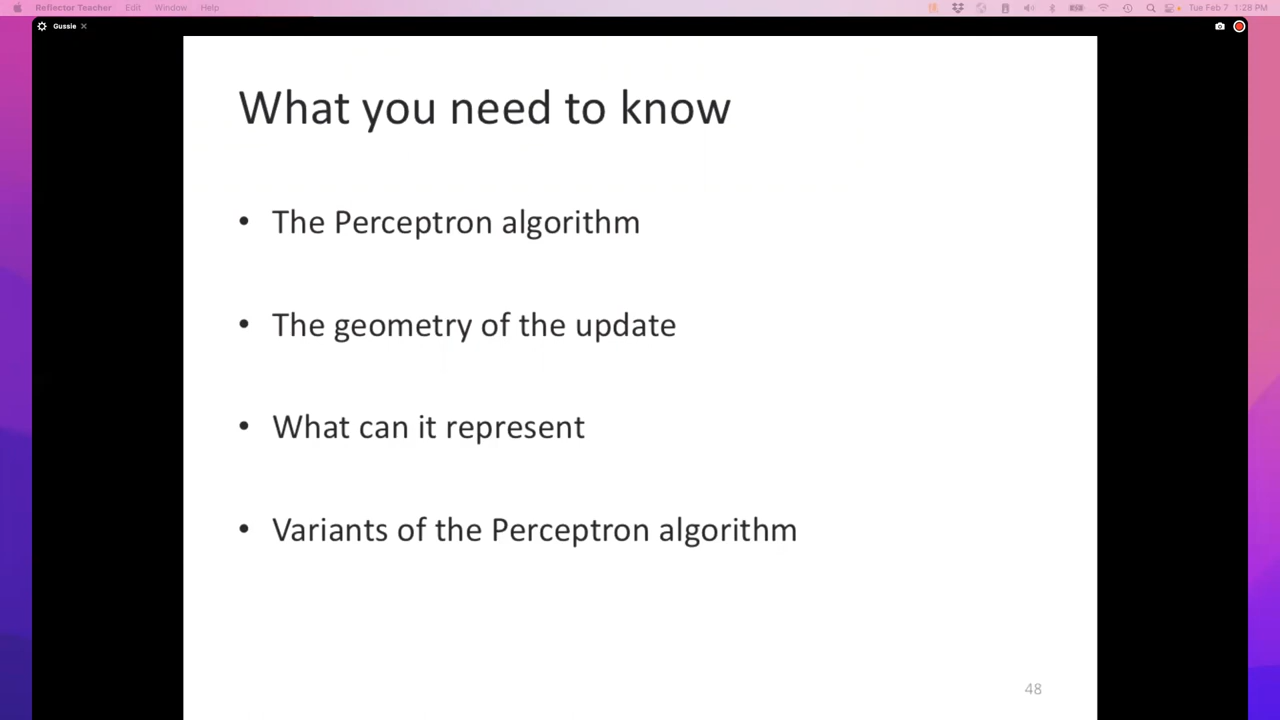 Reflector Teacher Edit Window Help Tue Feb 7 1:28 PM
Gussie
What you need to know
• The Perceptron algorithm
• The geometry of the update
• What can it represent
• Variants of the Perceptron algorithm
48